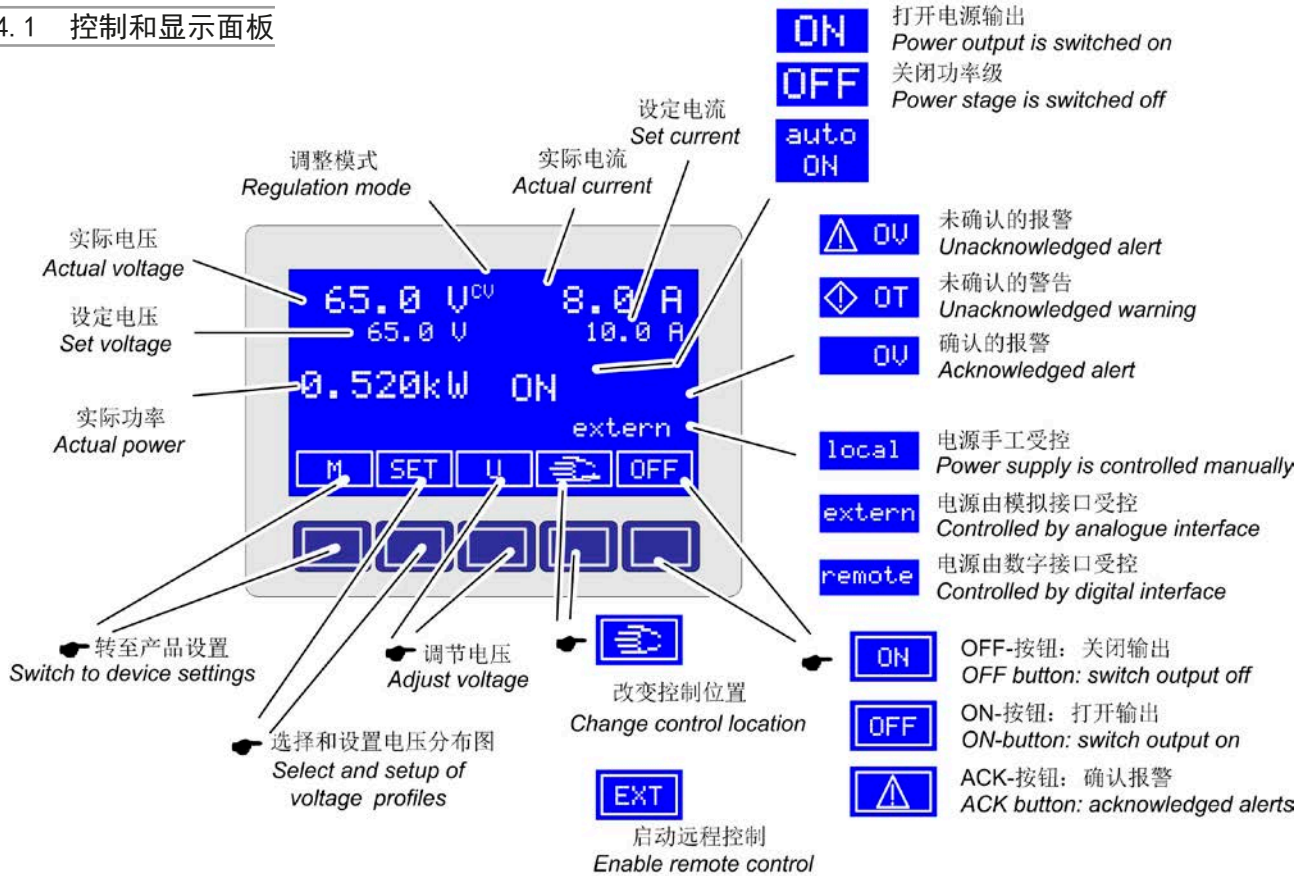 4.1 控制和显示面板
ON
打开电源输出
Power output is switched on
OFF
关闭功率级
Power stage is switched off
auto
ON
设定电流
Set current
实际电流
Actual current
调整模式
Regulation mode
实际电压
Actual voltage
设定电压
Set voltage
实际功率
Actual power
65.0 V CV 8.0 A
65.0 V 10.0 A
0.520kW ON
extern
M SET U OFF
OV
未确认的报警
Unacknowledged alert
OT
未确认的警告
Unacknowledged warning
OV
确认的报警
Acknowledged alert
local
电源手工受控
Power supply is controlled manually
extern
电源由模拟接口受控
Controlled by analogue interface
remote
电源由数字接口受控
Controlled by digital interface
转至产品设置
Switch to device settings
调节电压
Adjust voltage
选择和设置电压分布图
Select and setup of
voltage profiles
改变控制位置
Change control location
EXT
启动远程控制
Enable remote control
ON
OFF-按钮：关闭输出
OFF button: switch output off
OFF
ON-按钮：打开输出
ON-button: switch output on
ACK-按钮：确认报警
ACK button: acknowledged alerts